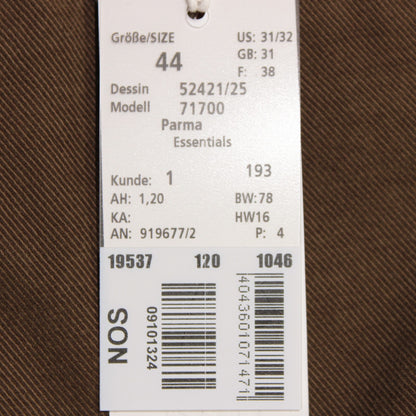 Größe/SIZE US: 31/32
44 GB: 31
F: 38
Dessin 52421/25
Modell 71700
Parma
Essentials
193
Kunde: 1
AH: 1,20 BW: 78
KA: HW16
AN: 919677/2 P: 4
19537 120 1046
NOS
09101324
4043601071471